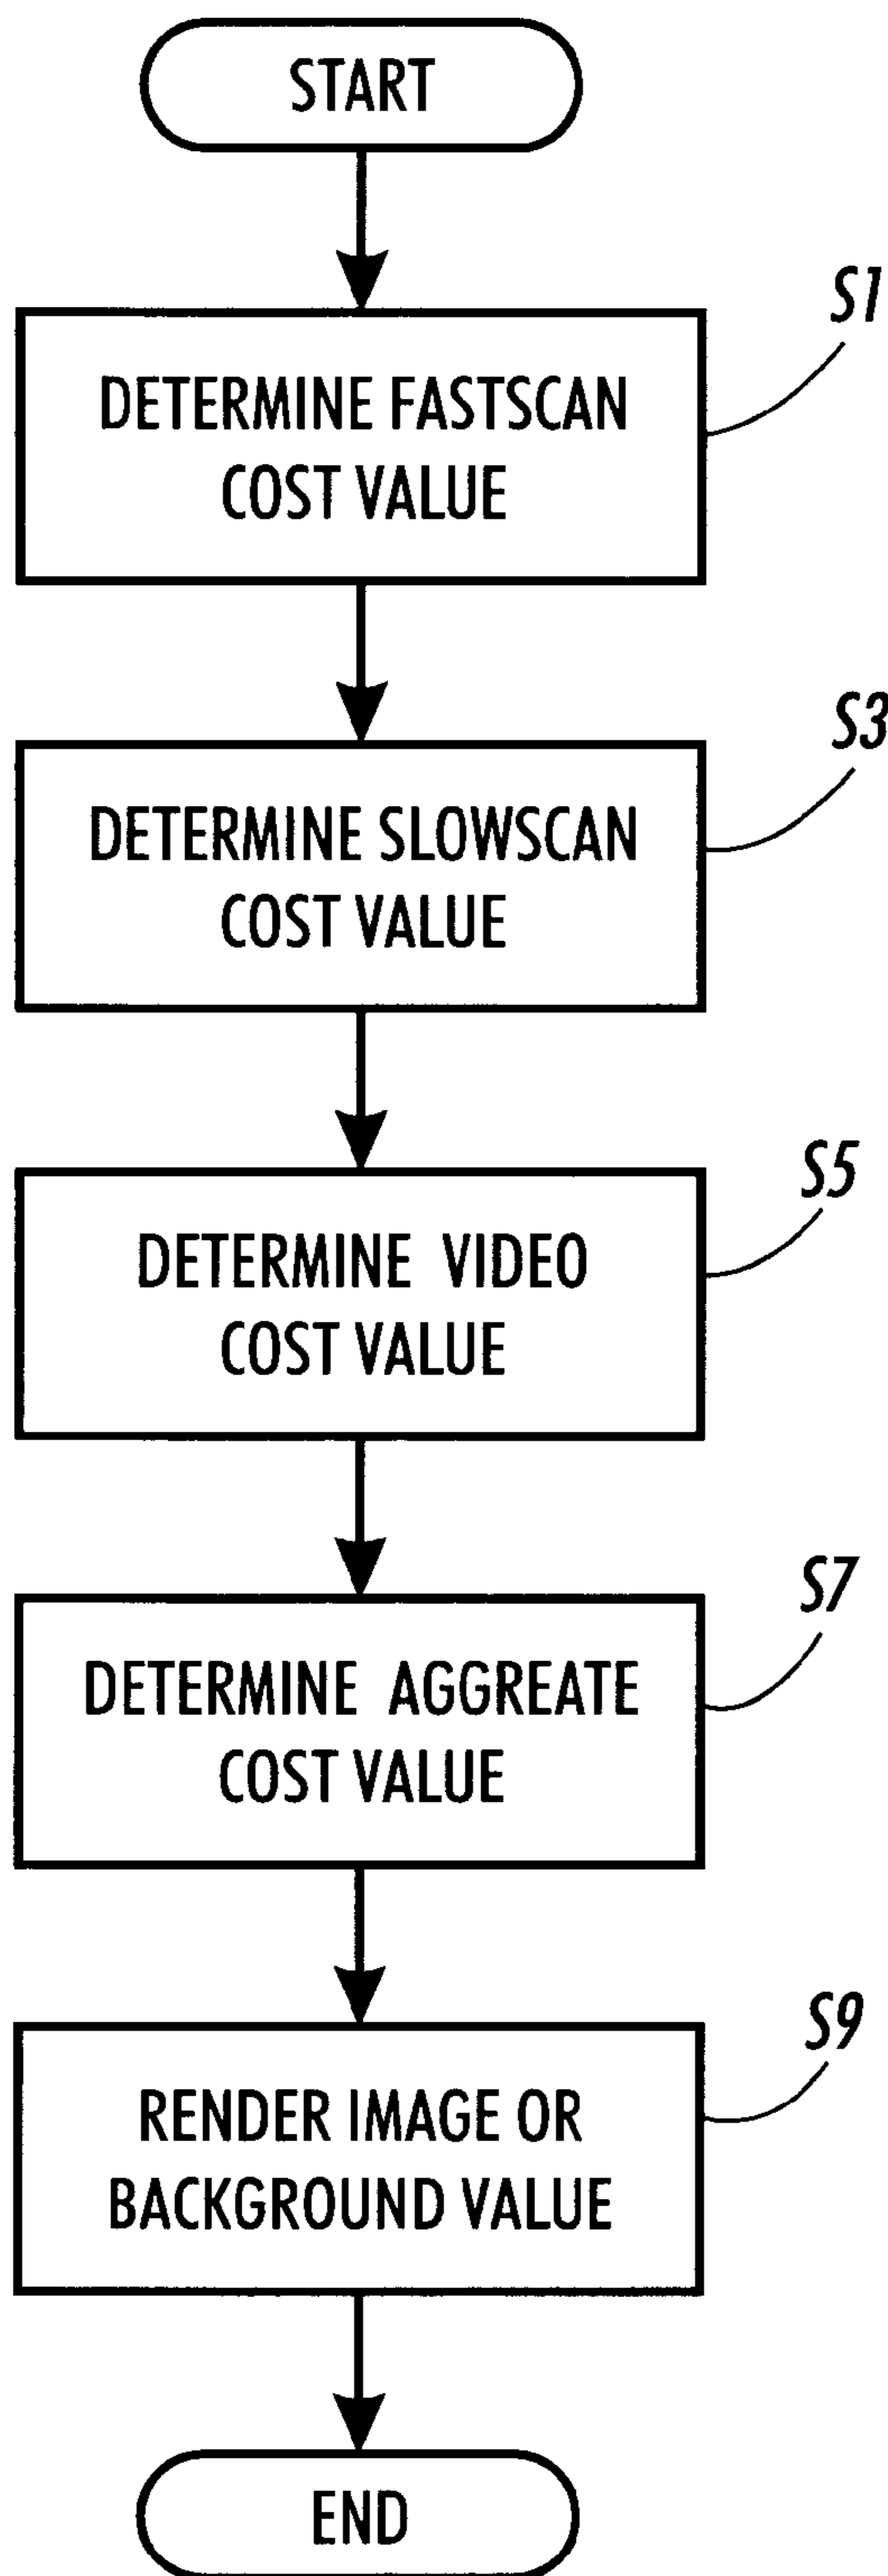 START
S1
DETERMINE FASTSCAN
COST VALUE
S3
DETERMINE SLOWSCAN
COST VALUE
S5
DETERMINE VIDEO
COST VALUE
S7
DETERMINE AGGREATE
COST VALUE
S9
RENDER IMAGE OR
BACKGROUND VALUE
END